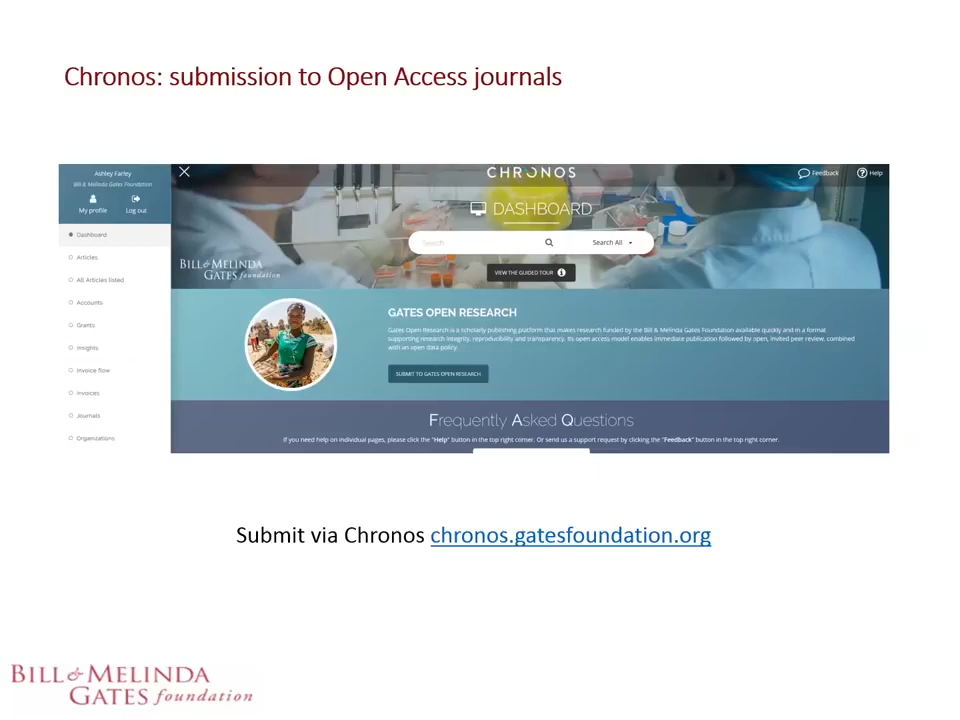 Chronos: submission to Open Access journals
Ashley Farley
Bill & Melinda Gates Foundation
My profile
Log out
Dashboard
Articles
All Articles listed
Accounts
Grants
Insights
Invoice flow
Invoices
Journals
Organizations
CHRONOS
Feedback
Help
DASHBOARD
Search
Search All
VIEW THE GUIDED TOUR
BILL & MELINDA
GATES foundation
GATES OPEN RESEARCH
Gates Open Research is a scholarly publishing platform that makes research funded by the Bill & Melinda Gates Foundation available quickly and in a format
supporting research integrity, reproducibility and transparency. Its open access model enables immediate publication followed by open, invited peer review, combined
with an open data policy.
SUBMIT TO GATES OPEN RESEARCH
Frequently Asked Questions
If you need help on individual pages, please click the "Help" button in the top right corner. Or send us a support request by clicking the "Feedback" button in the top right corner.
Submit via Chronos chronos.gatesfoundation.org
BILL & MELINDA
GATES foundation